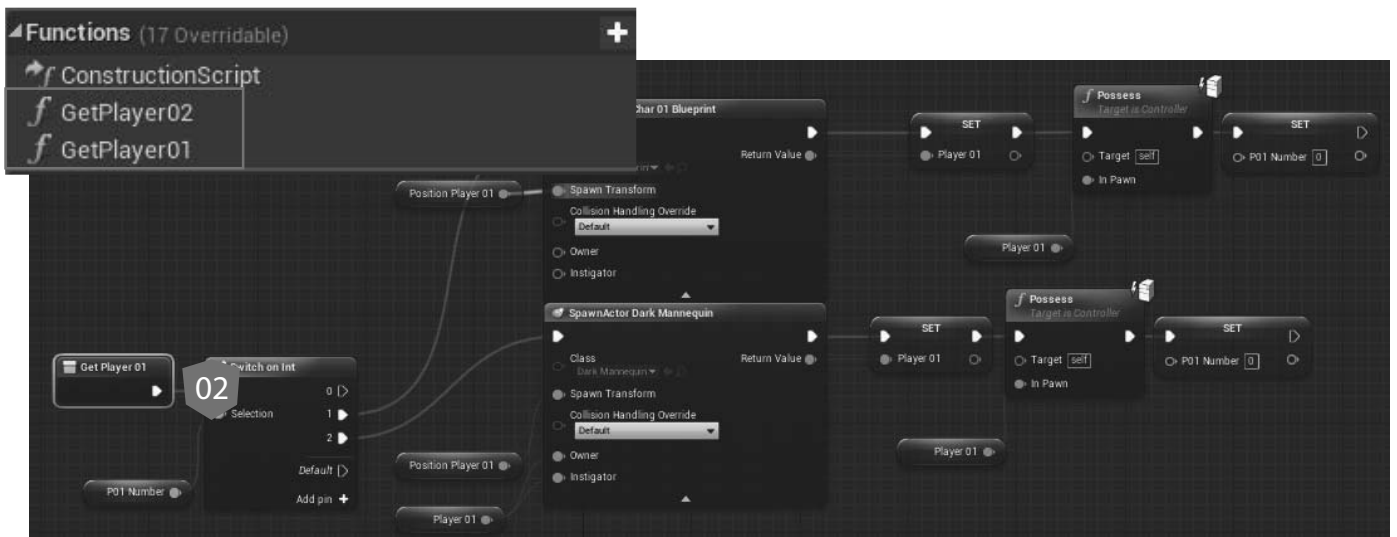 Functions (17 Overridable)
ConstructionScript
GetPlayer02
GetPlayer01
Char 01 Blueprint
Return Value
Position Player 01
Spawn Transform
Collision Handling Override
Default
Owner
Instigator
SET
Player 01
Possess
Target is Controller
Target self
In Pawn
SET
P01 Number 0
Player 01
SpawnActor Dark Mannequin
Class
Dark Mannequin
Return Value
Spawn Transform
Collision Handling Override
Default
Owner
Instigator
SET
Player 01
Possess
Target is Controller
Target self
In Pawn
SET
P01 Number 0
Player 01
Get Player 01
02
Switch on Int
Selection
0
1
2
Default
Add pin
P01 Number
Position Player 01
Player 01